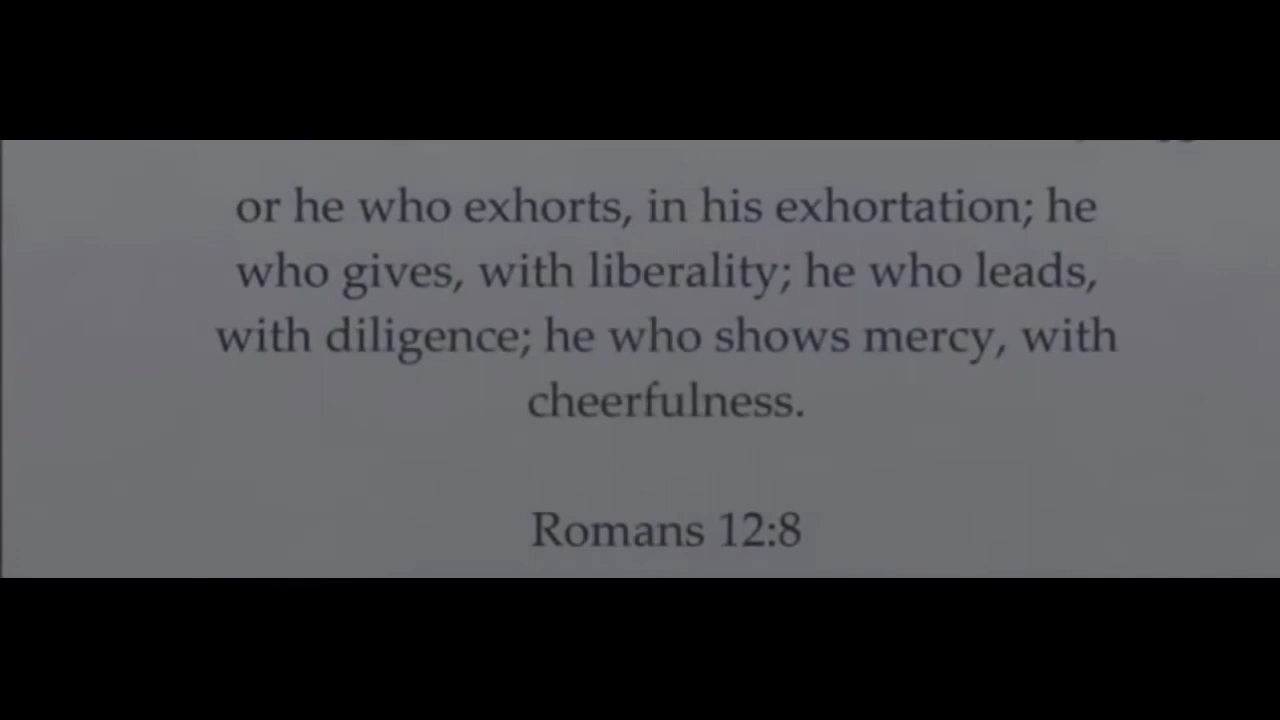 or he who exhorts, in his exhortation; he
who gives, with liberality; he who leads,
with diligence; he who shows mercy, with
cheerfulness.
Romans 12:8